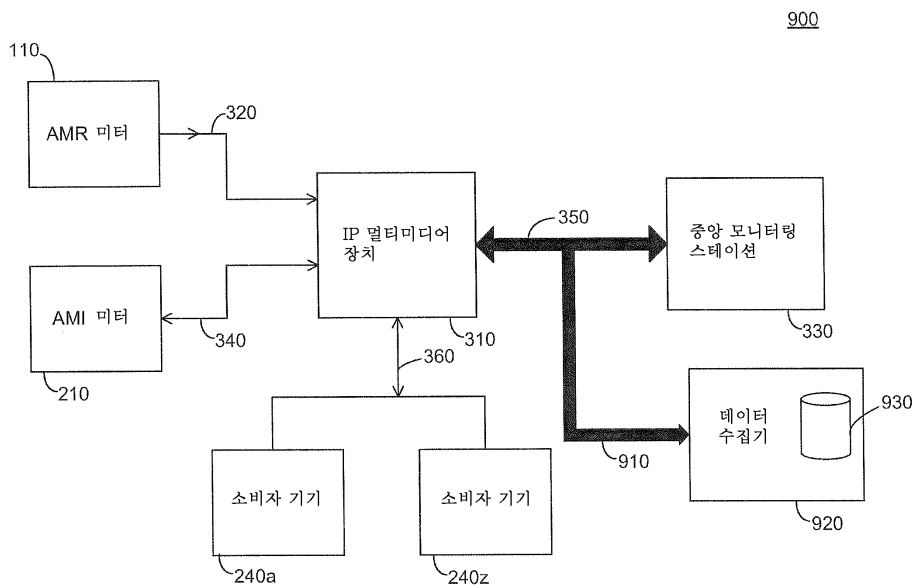 900
110
AMR 미터
320
IP 멀티미디어
장치
350
중앙 모니터링
스테이션
AMI 미터
340
310
330
210
360
데이터
수집기
930
910
소비자 기기
소비자 기기
920
240a
240z